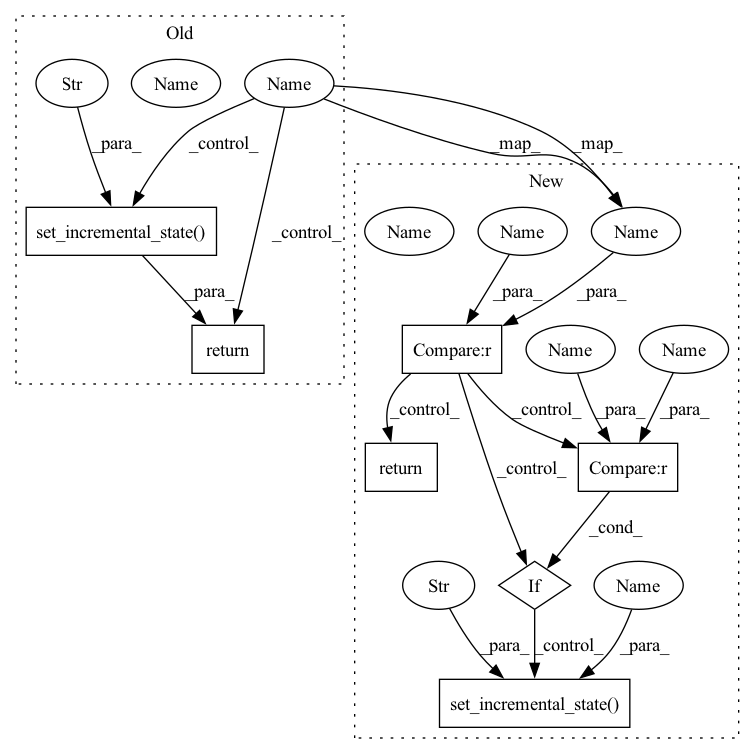 Old
Str
Name
Name
_para_
_control_
_map_
_map_
New
set_incremental_state()
_control_
Name
Name
Name
_para_
_para_
_para_
return
Compare:r
Name
Name
_control_
_control_
_para_
_para_
return
_control_
Compare:r
_cond_
Str
If
Name
_para_
_control_
_para_
set_incremental_state()